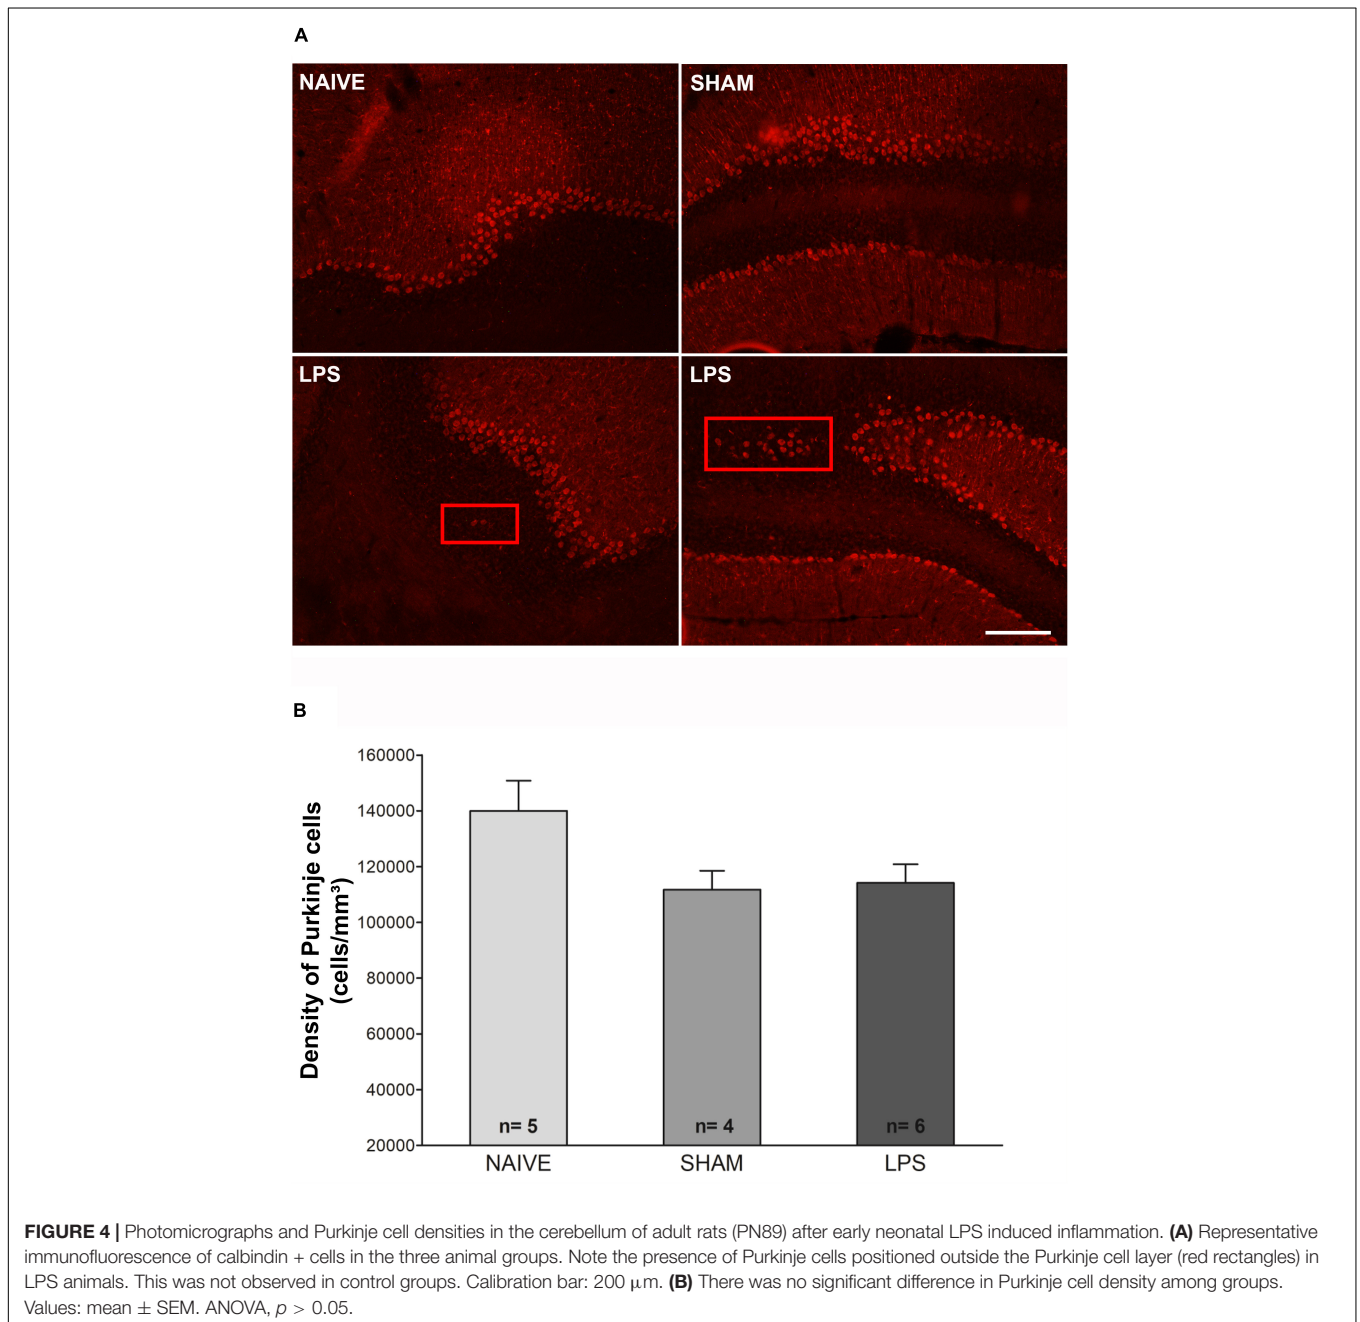 A
NAIVE
SHAM
LPS
LPS
B
160000
140000
120000
100000
80000
60000
40000
20000
Density of Purkinje cells
(cells/mm³)
n= 5
n= 4
n= 6
NAIVE
SHAM
LPS
FIGURE 4 | Photomicrographs and Purkinje cell densities in the cerebellum of adult rats (PN89) after early neonatal LPS induced inflammation. (A) Representative
immunofluorescence of calbindin + cells in the three animal groups. Note the presence of Purkinje cells positioned outside the Purkinje cell layer (red rectangles) in
LPS animals. This was not observed in control groups. Calibration bar: 200 μm. (B) There was no significant difference in Purkinje cell density among groups.
Values: mean ± SEM. ANOVA, p > 0.05.